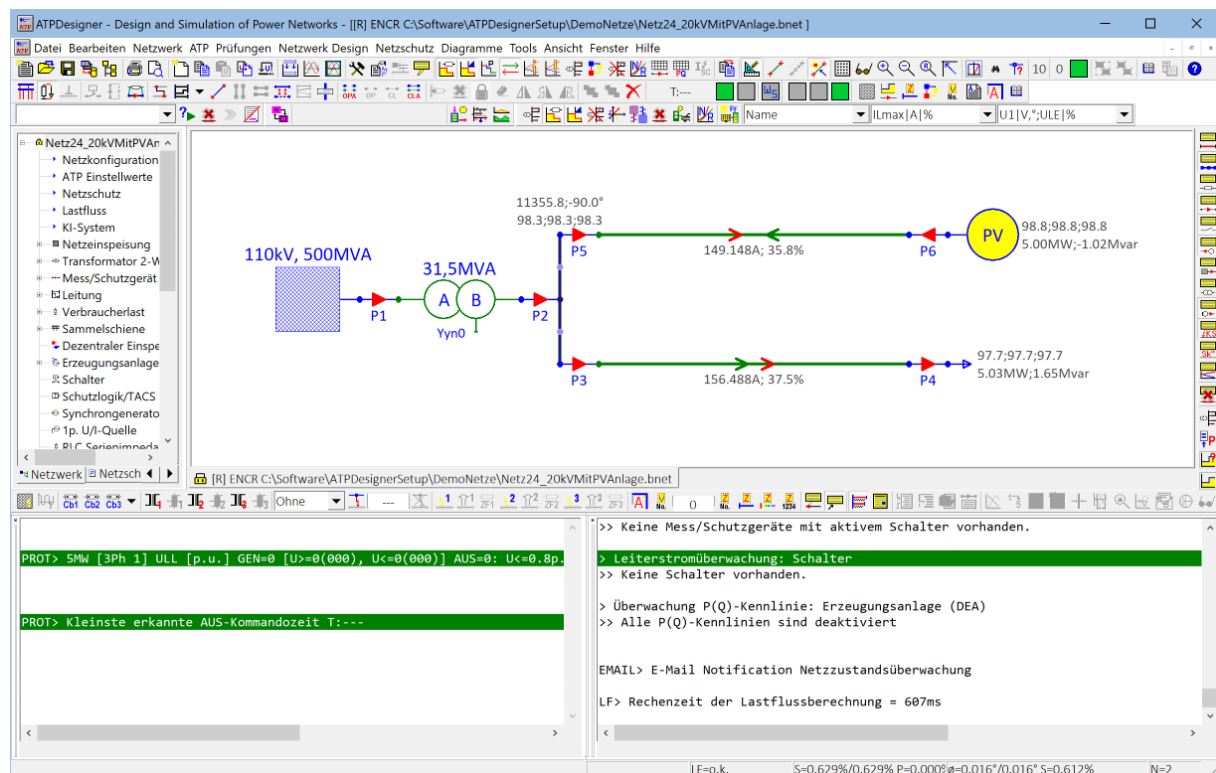 ATPDesigner - Design and Simulation of Power Networks - [[R] ENCR C:\Software\ATPDesignerSetup\DemoNetze\Netz24_20kVMitPVAnlage.bnet ]
Datei Bearbeiten Netzwerk ATP Prüfungen Netzwerk Design Netzschutz Diagramme Tools Ansicht Fenster Hilfe
10 0
OPA OP CL CLA T:---
Name ILmax|A|% U1|V,°;ULE|%
Netz24_20kVMitPVAn
Netzkonfiguration
ATP Einstellwerte
Netzschutz
Lastfluss
KI-System
Netzeinspeisung
Transformator 2-W
Mess/Schutzgerät
Leitung
Verbraucherlast
Sammelschiene
Dezentraler Einspe
Erzeugungsanlage
Schalter
Schutzlogik/TACS
Synchrongenerato
1p. U/I-Quelle
RLC Serienimpeda
Netzwerk Netzsch
11355.8;-90.0°
98.3;98.3;98.3
P5
149.148A; 35.8%
P6
PV
98.8;98.8;98.8
5.00MW;-1.02Mvar
110kV, 500MVA
P1
31,5MVA
A B
Yyn0
P2
P3
156.488A; 37.5%
P4
97.7;97.7;97.7
5.03MW;1.65Mvar
[R] ENCR C:\Software\ATPDesignerSetup\DemoNetze\Netz24_20kVMitPVAnlage.bnet
Cb1 Cb2 Cb3 Ohne --- 1 2 3 0 1234
PROT> 5MW [3Ph 1] ULL [p.u.] GEN=0 [U>=0(000), U<=0(000)] AUS=0: U<=0.8p.
PROT> Kleinste erkannte AUS-Kommandozeit T:---
>> Keine Mess/Schutzgeräte mit aktivem Schalter vorhanden.
> Leiterstromüberwachung: Schalter
>> Keine Schalter vorhanden.
> Überwachung P(Q)-Kennlinie: Erzeugungsanlage (DEA)
>> Alle P(Q)-Kennlinien sind deaktiviert
EMAIL> E-Mail Notification Netzzustandsüberwachung
LF> Rechenzeit der Lastflussberechnung = 607ms
LF=o.k. S=0.629%/0.629% P=0.000°ø=0.016°/0.016° S=0.612% N=2